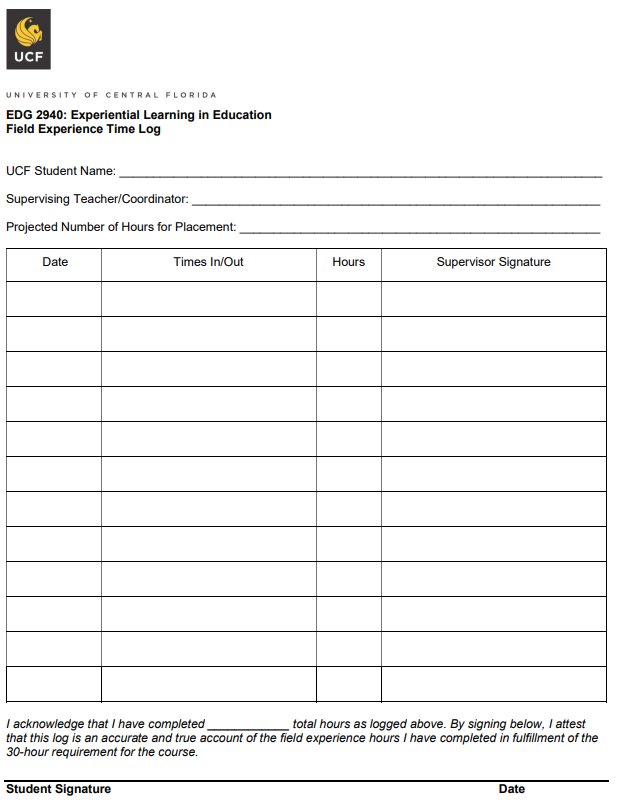 UCF
UNIVERSITY OF CENTRAL FLORIDA
EDG 2940: Experiential Learning in Education
Field Experience Time Log
UCF Student Name: ___________________________________________________________________________
Supervising Teacher/Coordinator: _______________________________________________________________
Projected Number of Hours for Placement: ________________________________________________________
Date Times In/Out Hours Supervisor Signature
I acknowledge that I have completed ____________ total hours as logged above. By signing below, I attest
that this log is an accurate and true account of the field experience hours I have completed in fulfillment of the
30-hour requirement for the course.
Student Signature Date